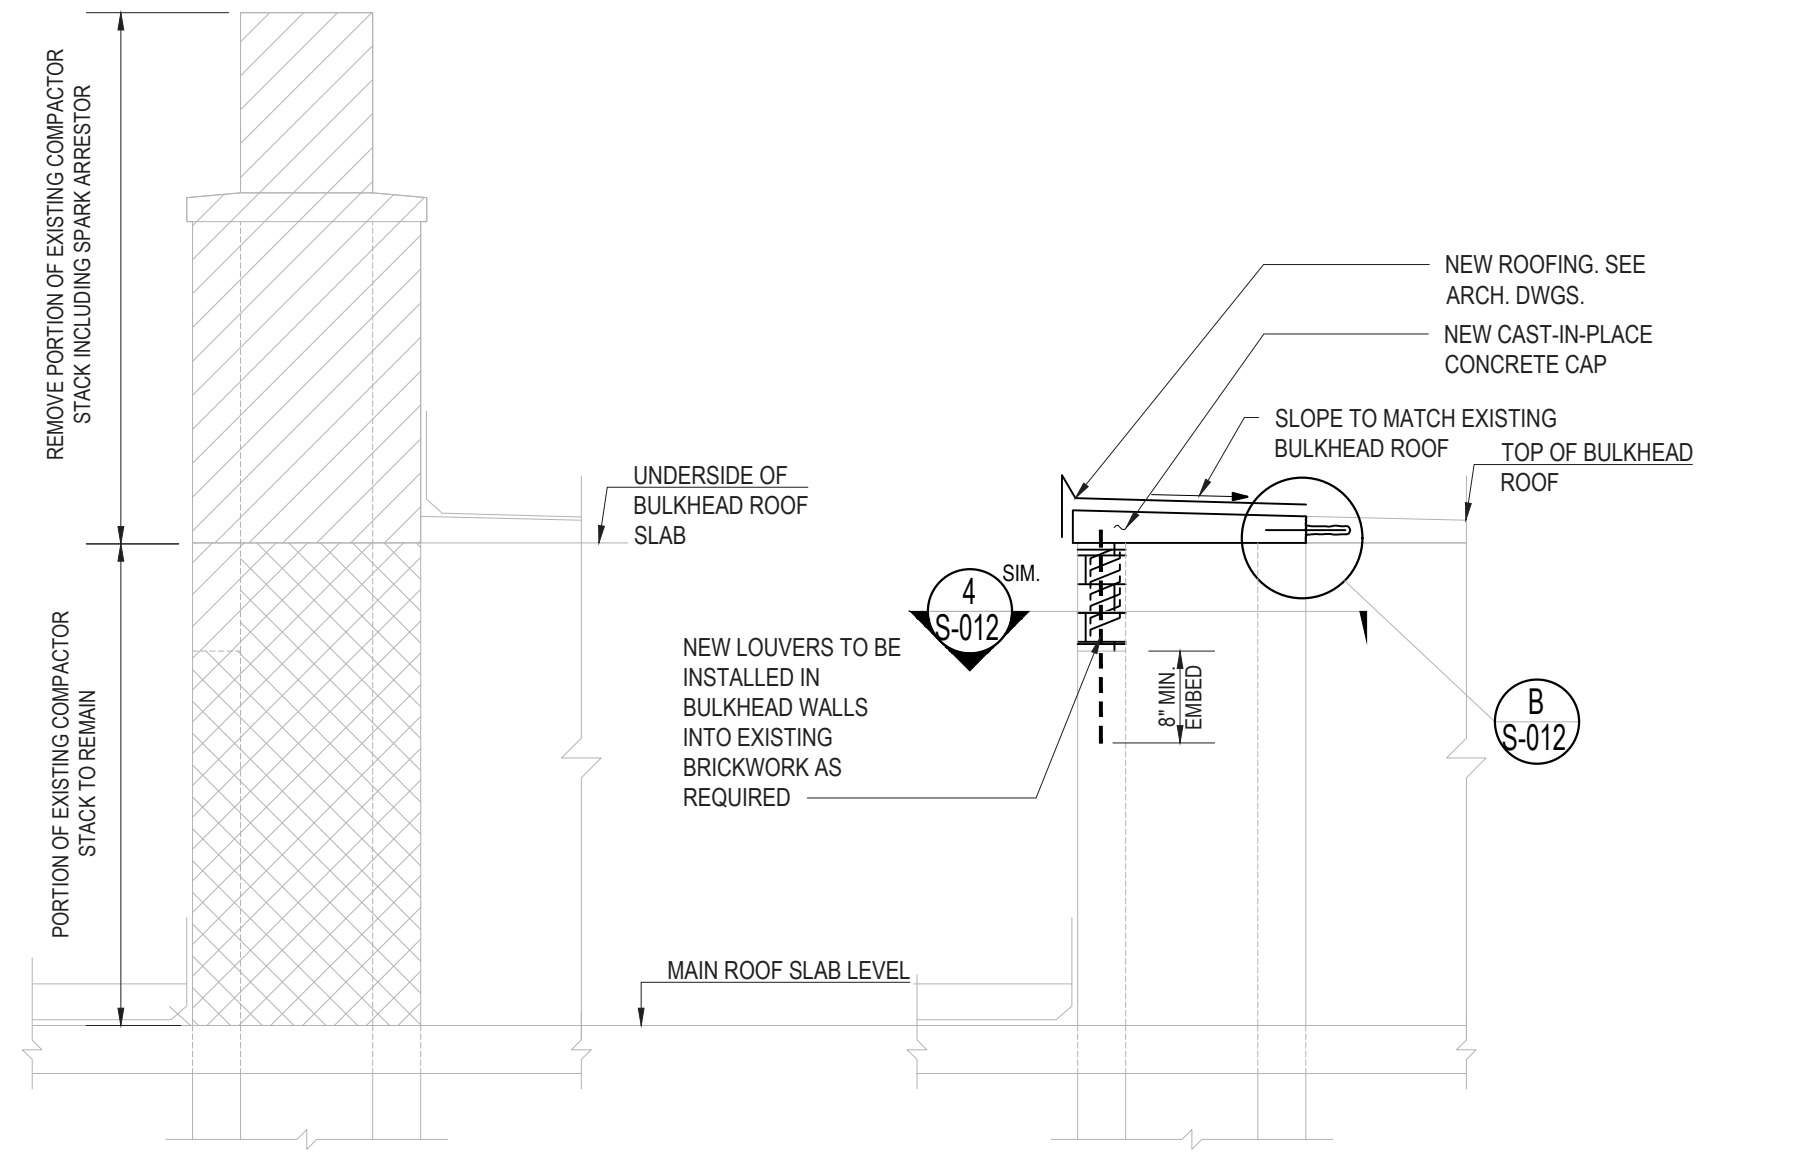 REMOVE PORTION OF EXISTING COMPACTOR
STACK INCLUDING SPARK ARRESTOR
PORTION OF EXISTING COMPACTOR
STACK TO REMAIN
UNDERSIDE OF
BULKHEAD ROOF
SLAB
MAIN ROOF SLAB LEVEL
NEW ROOFING. SEE
ARCH. DWGS.
NEW CAST-IN-PLACE
CONCRETE CAP
SLOPE TO MATCH EXISTING
BULKHEAD ROOF
TOP OF BULKHEAD
ROOF
4
S-012
SIM.
NEW LOUVERS TO BE
INSTALLED IN
BULKHEAD WALLS
INTO EXISTING
BRICKWORK AS
REQUIRED
8" MIN.
EMBED
B
S-012